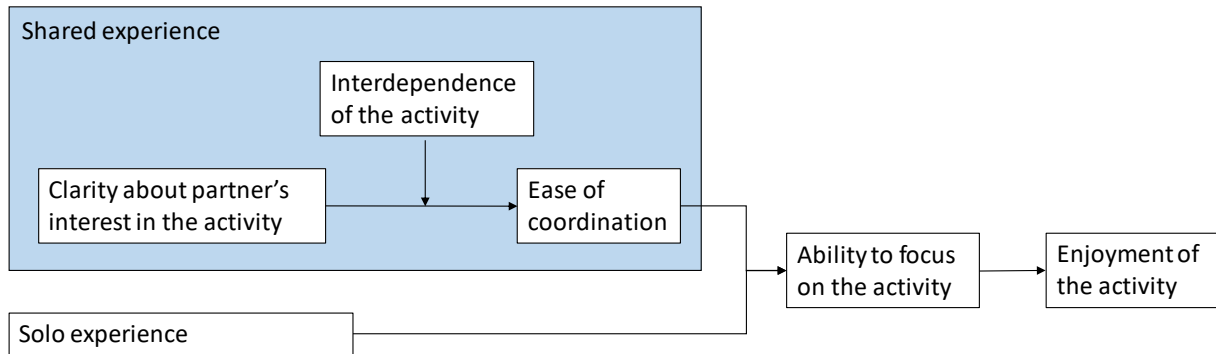 Shared experience
Interdependence
of the activity
Clarity about partner's
interest in the activity
Ease of
coordination
Ability to focus
on the activity
Enjoyment of
the activity
Solo experience